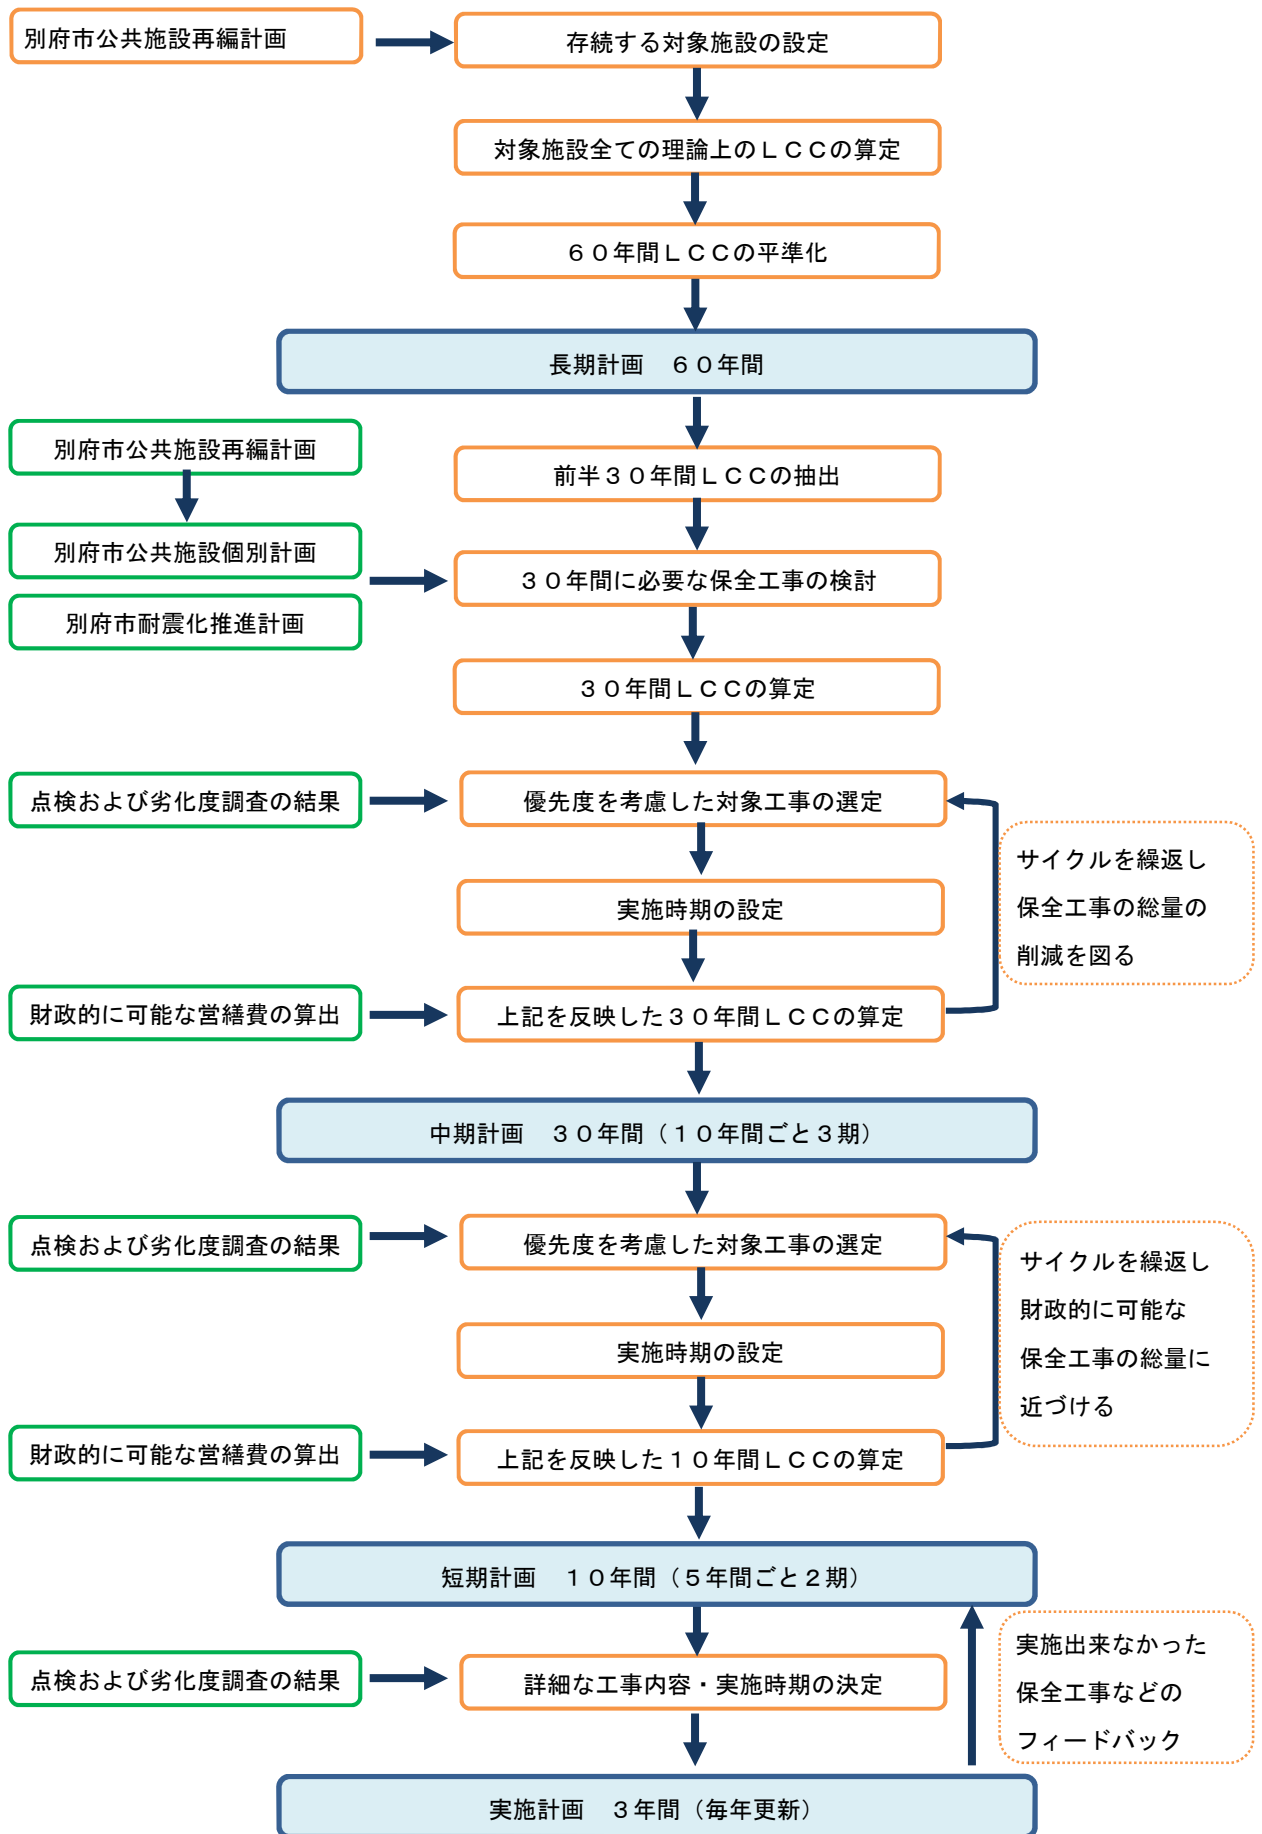 別府市公共施設再編計画
存続する対象施設の設定
対象施設全ての理論上のＬＣＣの算定
６０年間ＬＣＣの平準化
長期計画　６０年間
別府市公共施設再編計画
前半３０年間ＬＣＣの抽出
別府市公共施設個別計画
３０年間に必要な保全工事の検討
別府市耐震化推進計画
３０年間ＬＣＣの算定
点検および劣化度調査の結果
優先度を考慮した対象工事の選定
サイクルを繰返し
保全工事の総量の
削減を図る
実施時期の設定
財政的に可能な営繕費の算出
上記を反映した３０年間ＬＣＣの算定
中期計画　３０年間（１０年間ごと３期）
点検および劣化度調査の結果
優先度を考慮した対象工事の選定
サイクルを繰返し
財政的に可能な
保全工事の総量に
近づける
実施時期の設定
財政的に可能な営繕費の算出
上記を反映した１０年間ＬＣＣの算定
短期計画　１０年間（５年間ごと２期）
点検および劣化度調査の結果
詳細な工事内容・実施時期の決定
実施出来なかった
保全工事などの
フィードバック
実施計画　３年間（毎年更新）